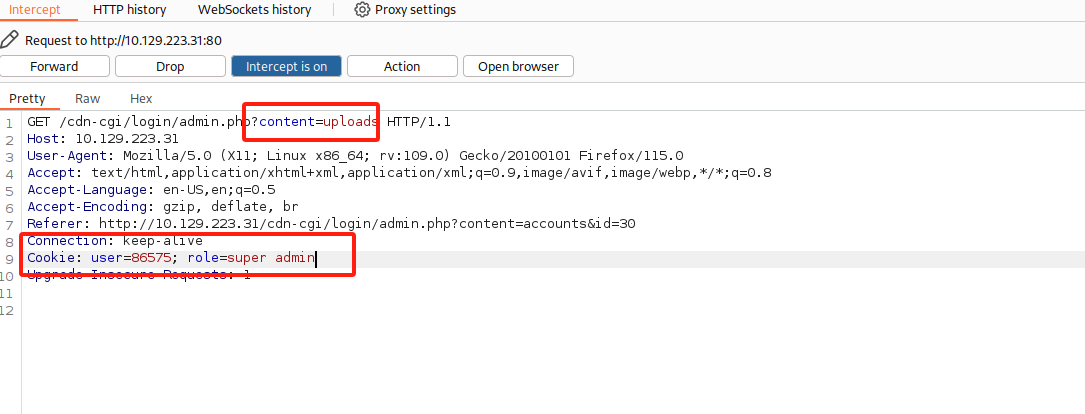 Intercept HTTP history WebSockets history Proxy settings
Request to http://10.129.223.31:80
Forward Drop Intercept is on Action Open browser
Pretty Raw Hex
1 GET /cdn-cgi/login/admin.php?content=uploads HTTP/1.1
2 Host: 10.129.223.31
3 User-Agent: Mozilla/5.0 (X11; Linux x86_64; rv:109.0) Gecko/20100101 Firefox/115.0
4 Accept: text/html,application/xhtml+xml,application/xml;q=0.9,image/avif,image/webp,*/*;q=0.8
5 Accept-Language: en-US,en;q=0.5
6 Accept-Encoding: gzip, deflate, br
7 Referer: http://10.129.223.31/cdn-cgi/login/admin.php?content=accounts&id=30
8 Connection: keep-alive
9 Cookie: user=86575; role=super admin
10 Upgrade-Insecure-Requests: 1
11
12